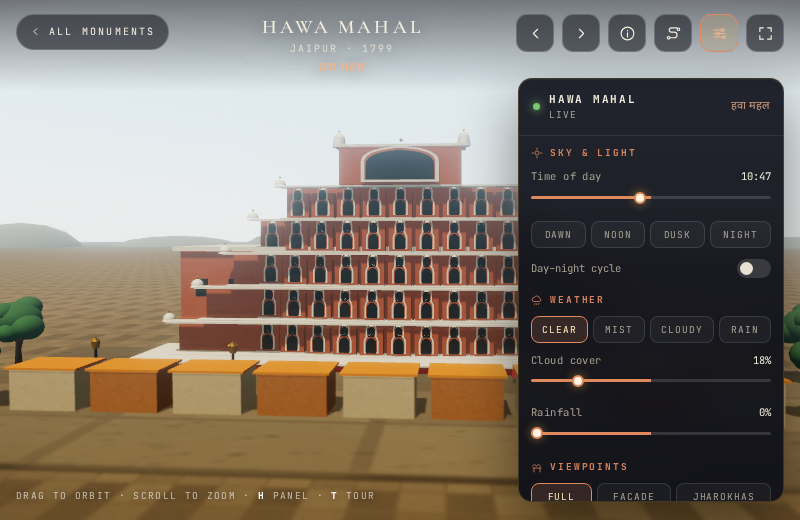 ALL MONUMENTS
HAWA MAHAL
JAIPUR · 1799
हवा महल
HAWA MAHAL
LIVE
हवा महल
SKY & LIGHT
Time of day
10:47
DAWN
NOON
DUSK
NIGHT
Day-night cycle
WEATHER
CLEAR
MIST
CLOUDY
RAIN
Cloud cover
18%
Rainfall
0%
VIEWPOINTS
FULL
FACADE
JHAROKHAS
DRAG TO ORBIT · SCROLL TO ZOOM · H PANEL · T TOUR